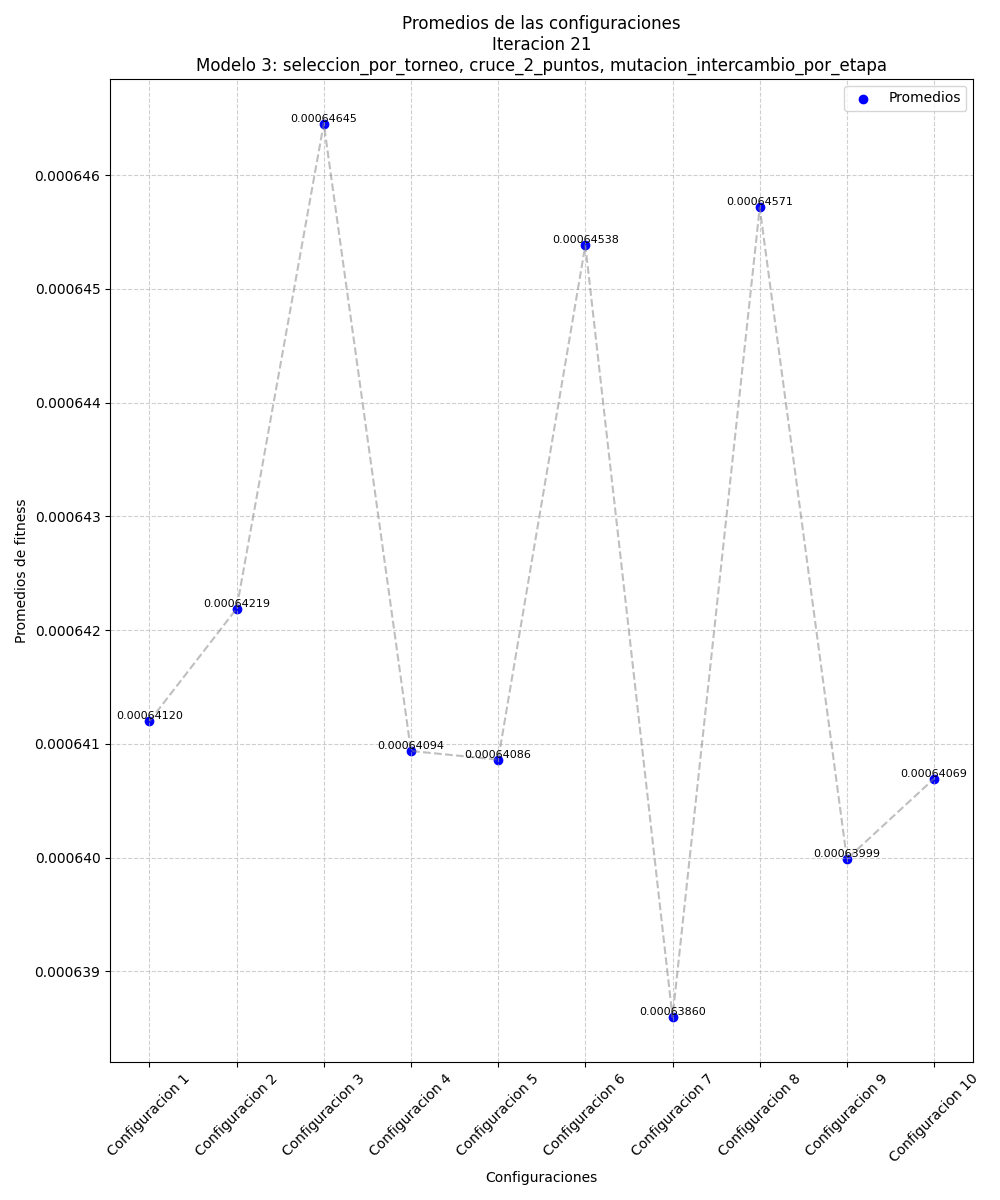 Promedios de las configuraciones
Iteracion 21
Modelo 3: seleccion_por_torneo, cruce_2_puntos, mutacion_intercambio_por_etapa
Promedios
0.00064645
0.00064571
0.00064538
0.00064219
0.00064120
0.00064094
0.00064086
0.00064069
0.00063999
0.00063860
0.000646
0.000645
0.000644
0.000643
0.000642
0.000641
0.000640
0.000639
Promedios de fitness
Configuracion 1
Configuracion 2
Configuracion 3
Configuracion 4
Configuracion 5
Configuracion 6
Configuracion 7
Configuracion 8
Configuracion 9
Configuracion 10
Configuraciones